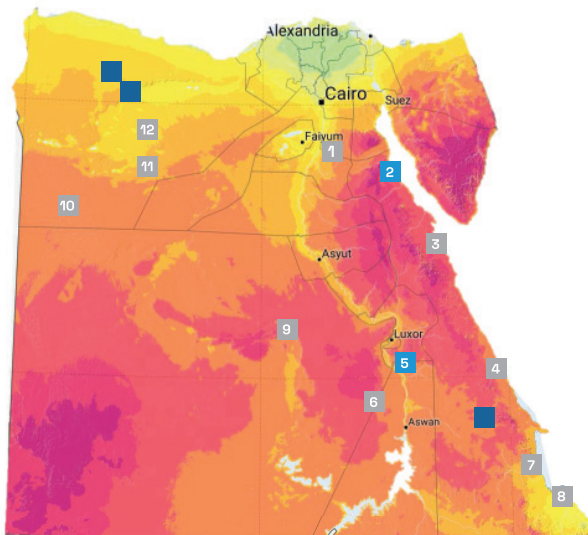 Alexandria
Cairo
Suez
12
Faiyum
1
11
2
10
3
Asyut
9
Luxor
5
4
6
Aswan
7
8